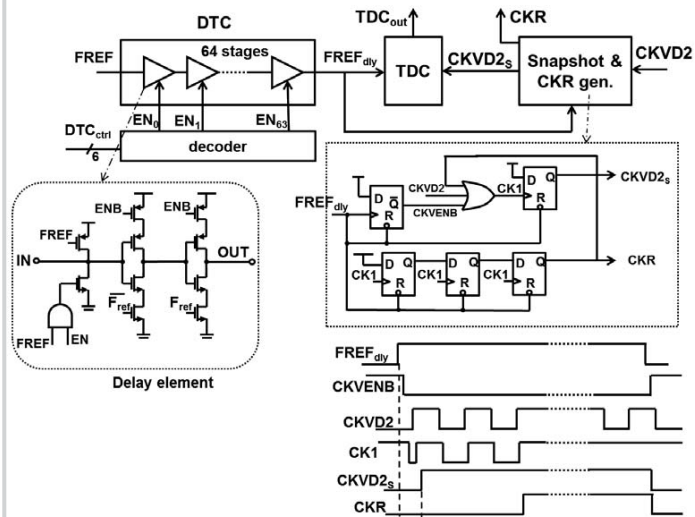 DTC
TDCout
CKR
64 stages
FREF
FREFdly
TDC
CKVD2S
Snapshot & CKR gen.
CKVD2
EN0 EN1 EN63
DTCctrl
6
decoder
ENB
ENB
FREF
IN
OUT
Fref
Fref
FREF
EN
Delay element
FREFdly
D Q
R
CKVD2
CKVENB
CK1
D Q
R
CKVD2S
D Q
CK1
R
D Q
CK1
R
D Q
CK1
R
CKR
FREFdly
CKVENB
CKVD2
CK1
CKVD2S
CKR